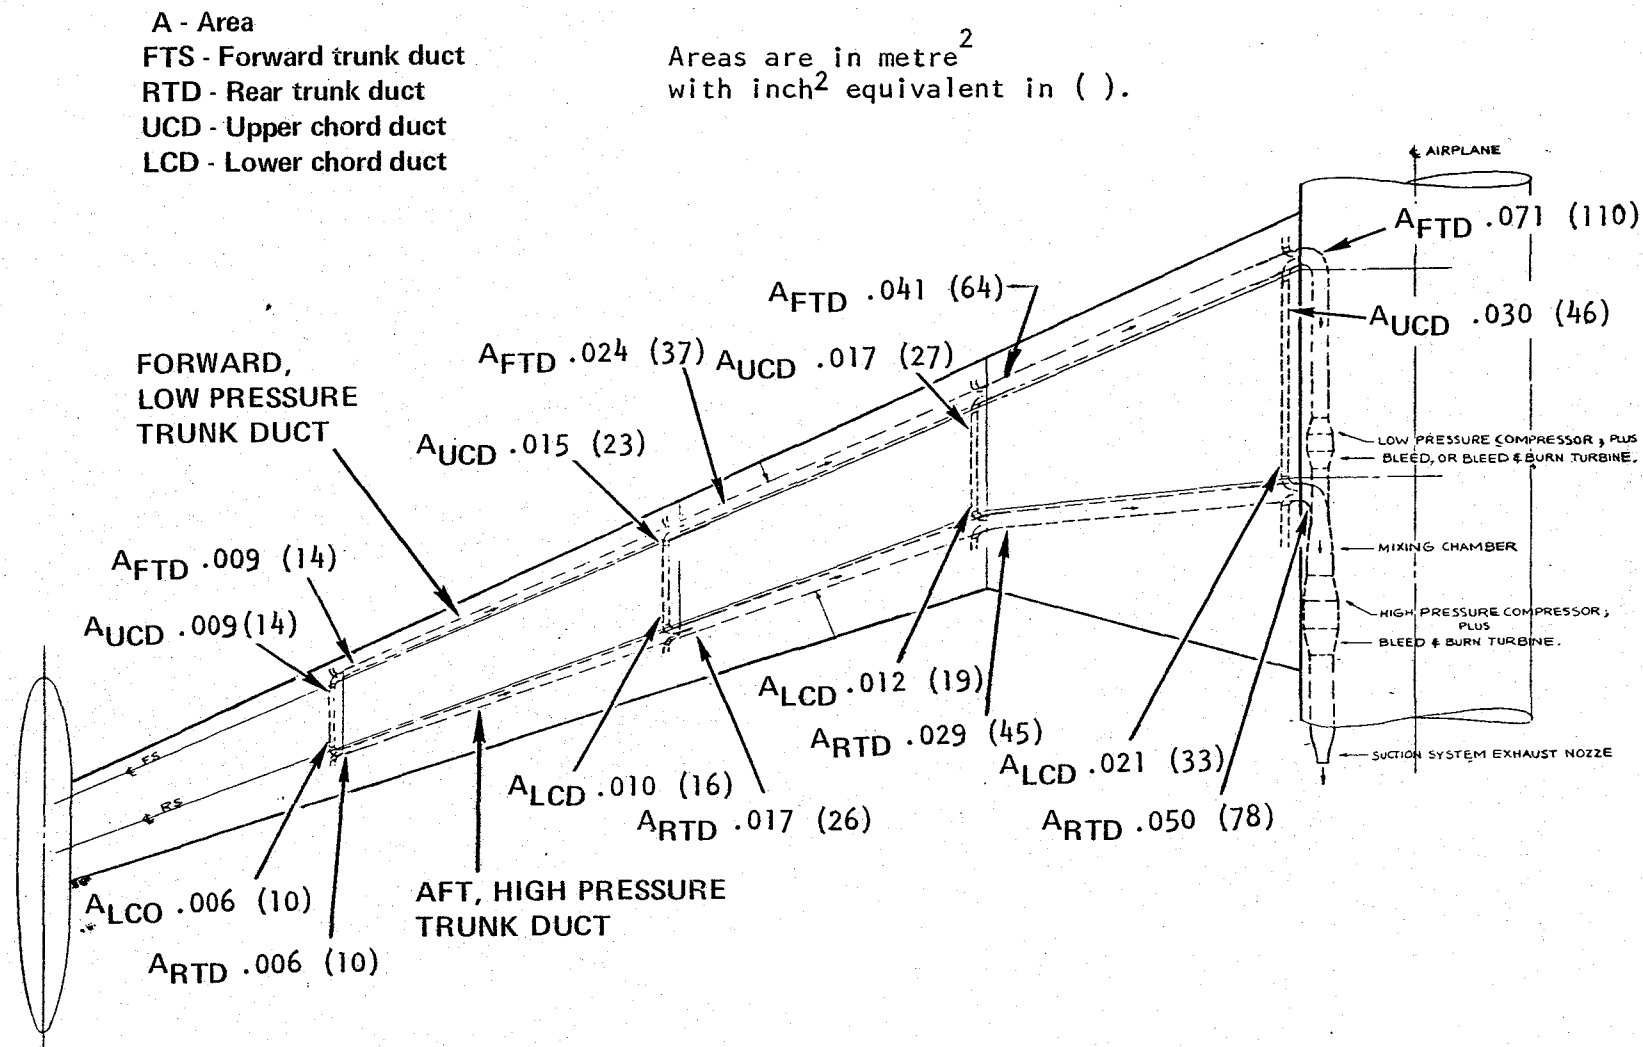 A - Area
FTS - Forward trunk duct
RTD - Rear trunk duct
UCD - Upper chord duct
LCD - Lower chord duct
Areas are in metre2
with inch2 equivalent in ( ).
℄ AIRPLANE
AFTD .071 (110)
AFTD .041 (64)
AUCD .030 (46)
AFTD .024 (37)
AUCD .017 (27)
FORWARD,
LOW PRESSURE
TRUNK DUCT
AUCD .015 (23)
LOW PRESSURE COMPRESSOR, PLUS
BLEED, OR BLEED & BURN TURBINE.
AFTD .009 (14)
AUCD .009 (14)
MIXING CHAMBER
HIGH PRESSURE COMPRESSOR,
PLUS
BLEED & BURN TURBINE.
ALCD .012 (19)
ARTD .029 (45)
ALCD .021 (33)
SUCTION SYSTEM EXHAUST NOZZE
℄ FS
℄ RS
ALCD .010 (16)
ARTD .017 (26)
ARTD .050 (78)
ALCO .006 (10)
AFT, HIGH PRESSURE
TRUNK DUCT
ARTD .006 (10)